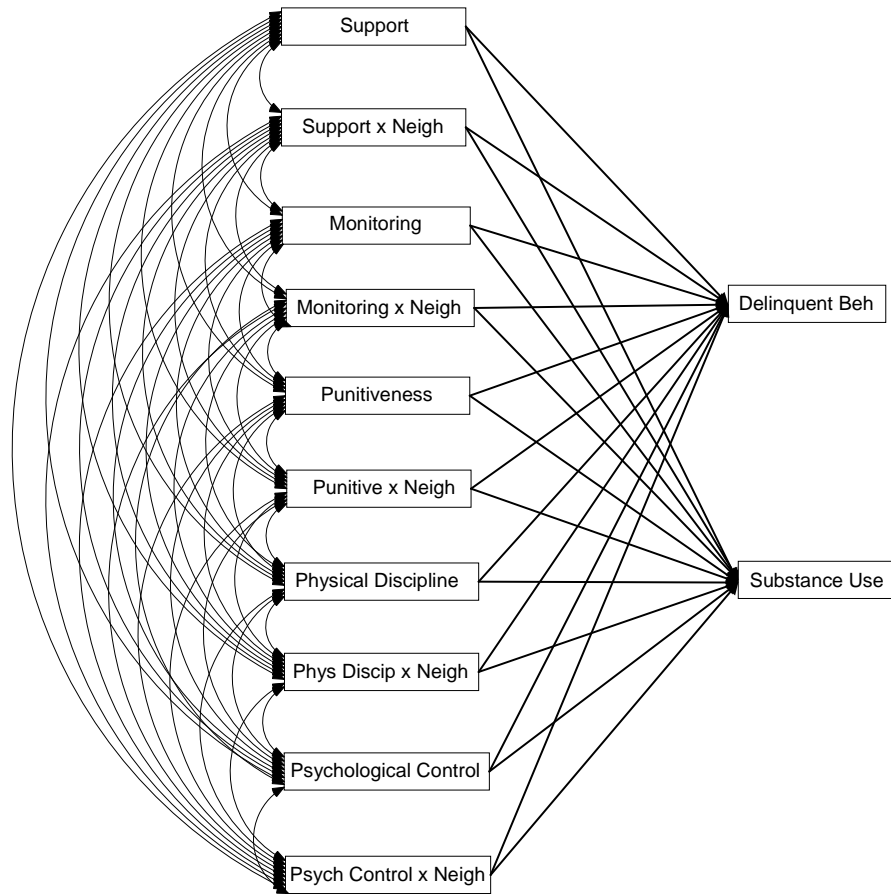 Support
Support x Neigh
Monitoring
Monitoring x Neigh
Delinquent Beh
Punitiveness
Punitive x Neigh
Physical Discipline
Substance Use
Phys Discip x Neigh
Psychological Control
Psych Control x Neigh